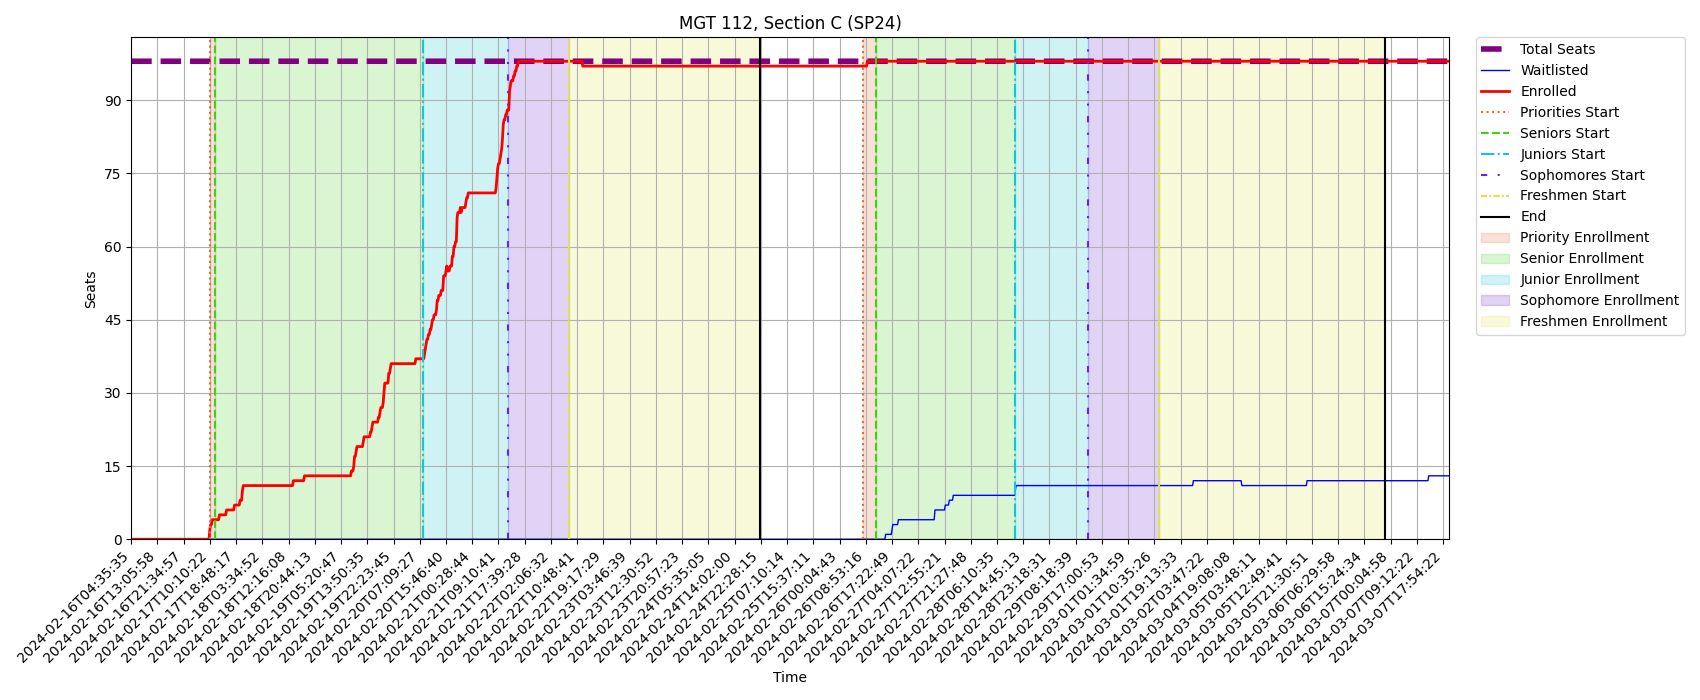 MGT 112, Section C (SP24)
Seats
90
75
60
45
30
15
0
2024-02-16T04:35:35
2024-02-16T13:05:58
2024-02-16T21:34:57
2024-02-17T10:10:22
2024-02-17T18:48:17
2024-02-18T03:34:52
2024-02-18T12:16:08
2024-02-18T20:44:13
2024-02-19T05:20:47
2024-02-19T13:50:35
2024-02-19T22:23:45
2024-02-20T07:09:27
2024-02-20T15:46:40
2024-02-21T00:28:44
2024-02-21T09:10:41
2024-02-21T17:39:28
2024-02-22T02:06:32
2024-02-22T10:48:41
2024-02-22T19:17:29
2024-02-23T03:46:39
2024-02-23T12:30:52
2024-02-23T20:57:23
2024-02-24T05:35:05
2024-02-24T14:02:00
2024-02-24T22:28:15
2024-02-25T07:10:14
2024-02-25T15:37:11
2024-02-26T00:04:43
2024-02-26T08:53:16
2024-02-26T17:22:49
2024-02-27T04:07:22
2024-02-27T12:55:21
2024-02-27T21:27:48
2024-02-28T06:10:35
2024-02-28T14:45:13
2024-02-28T23:18:31
2024-02-29T08:18:39
2024-02-29T17:00:53
2024-03-01T01:34:59
2024-03-01T10:35:26
2024-03-01T19:13:33
2024-03-02T03:47:22
2024-03-04T19:08:08
2024-03-05T03:48:11
2024-03-05T12:49:41
2024-03-05T21:30:51
2024-03-06T06:29:58
2024-03-06T15:24:34
2024-03-07T00:04:58
2024-03-07T09:12:22
2024-03-07T17:54:22
Time
Total Seats
Waitlisted
Enrolled
Priorities Start
Seniors Start
Juniors Start
Sophomores Start
Freshmen Start
End
Priority Enrollment
Senior Enrollment
Junior Enrollment
Sophomore Enrollment
Freshmen Enrollment